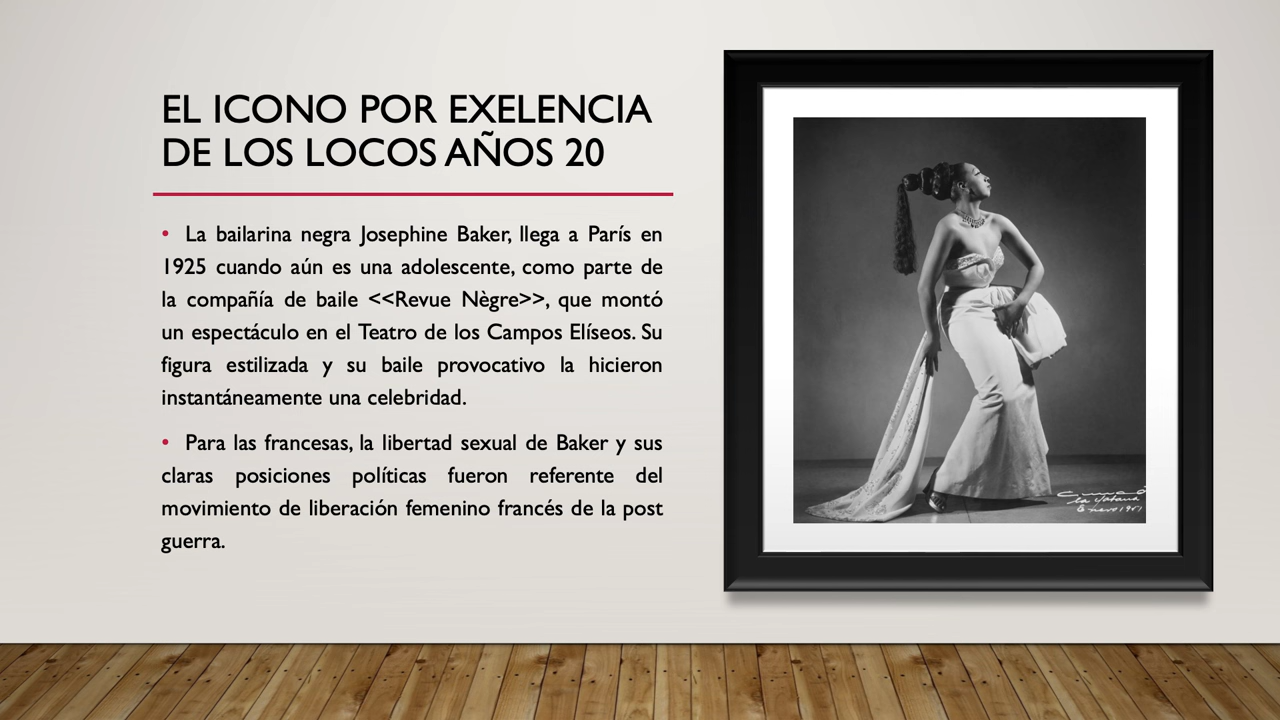 EL ICONO POR EXELENCIA
DE LOS LOCOS AÑOS 20
• La bailarina negra Josephine Baker, llega a París en
1925 cuando aún es una adolescente, como parte de
la compañía de baile <<Revue Nègre>>, que montó
un espectáculo en el Teatro de los Campos Elíseos. Su
figura estilizada y su baile provocativo la hicieron
instantáneamente una celebridad.
• Para las francesas, la libertad sexual de Baker y sus
claras posiciones políticas fueron referente del
movimiento de liberación femenino francés de la post
guerra.
La Habana
Enero 1951